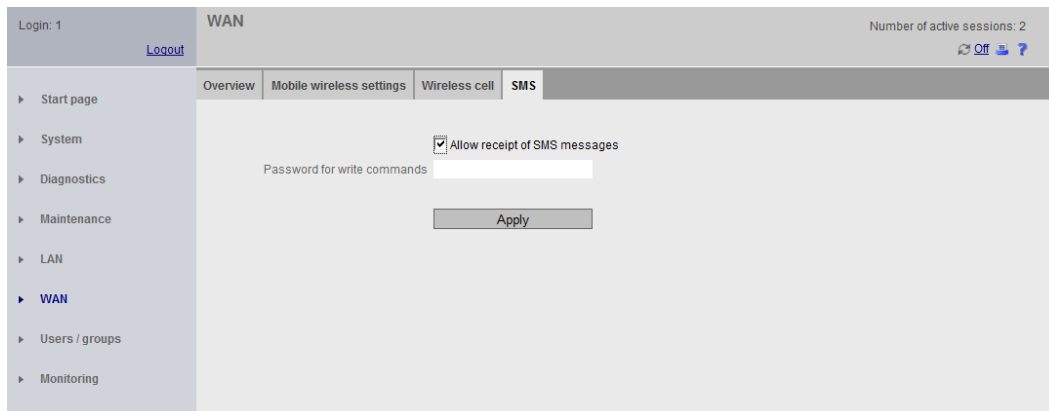 Login: 1
Logout
WAN
Number of active sessions: 2
Off ?
Overview Mobile wireless settings Wireless cell SMS
Start page
System
Diagnostics
Maintenance
LAN
WAN
Users / groups
Monitoring
Allow receipt of SMS messages
Password for write commands
Apply